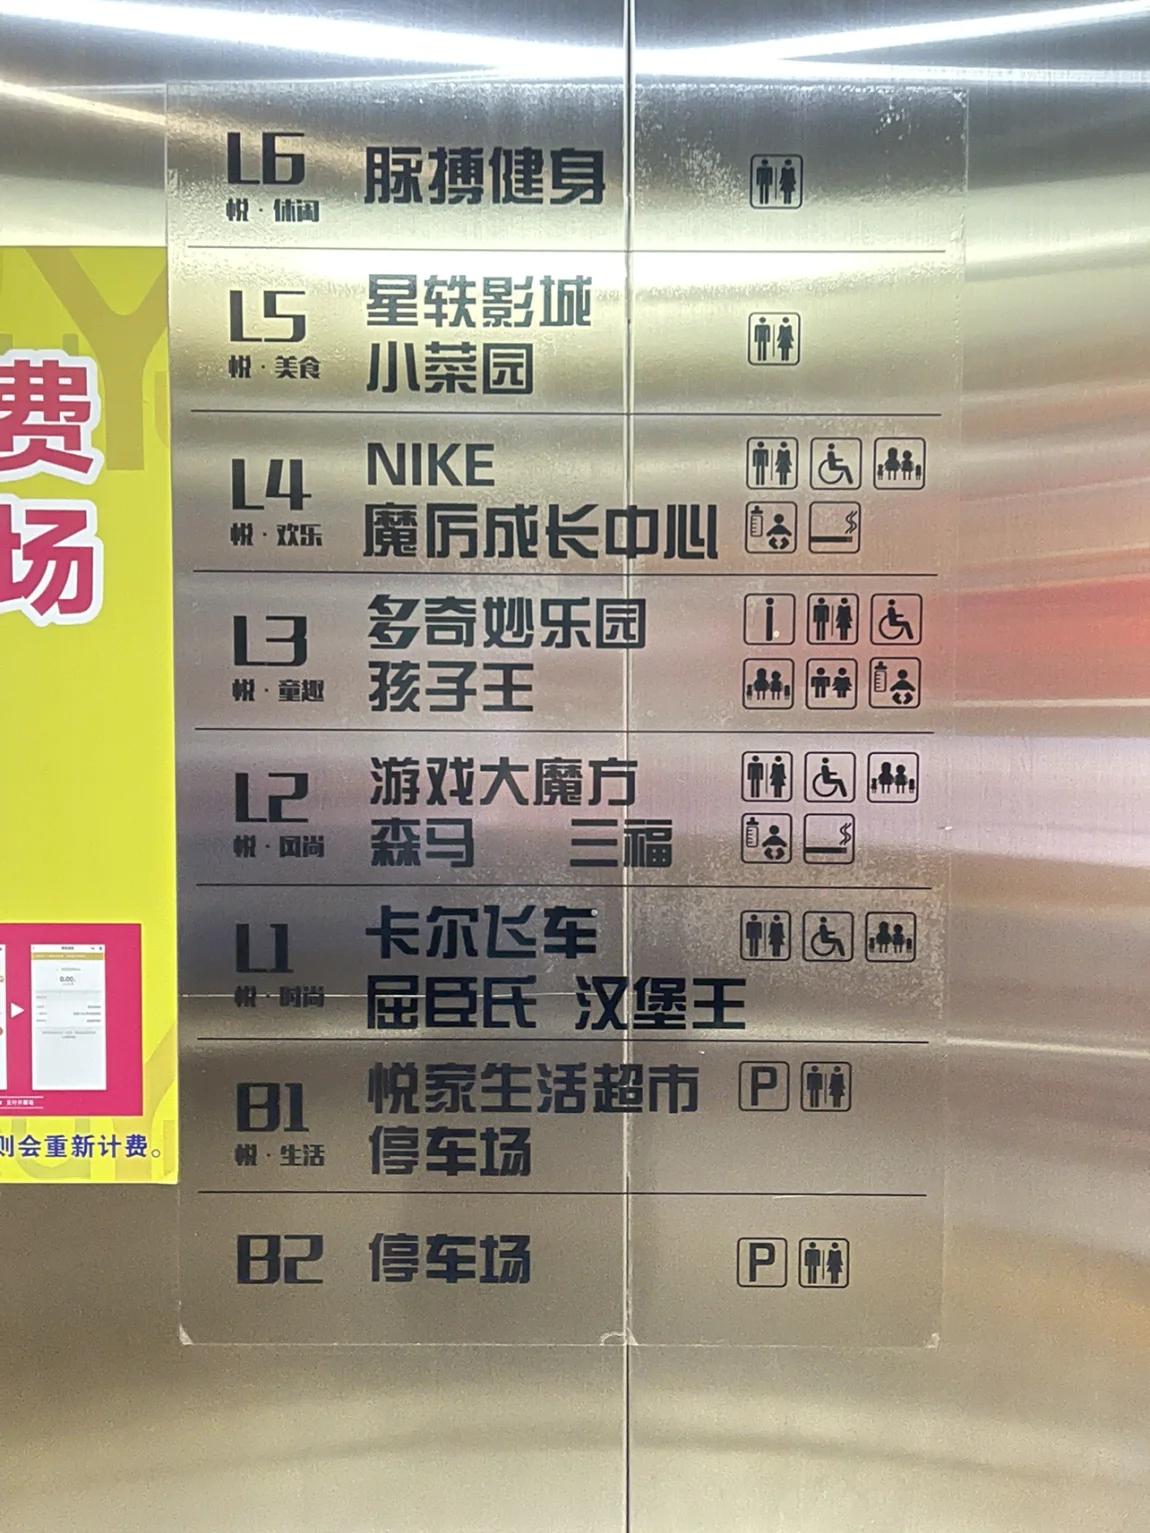 L6
悦·休闲
脉搏健身
L5
悦·美食
星轶影城
小菜园
L4
悦·欢乐
NIKE
魔厉成长中心
L3
悦·童趣
多奇妙乐园
孩子王
L2
悦·风尚
游戏大魔方
森马 三福
L1
悦·时尚
卡尔飞车
屈臣氏 汉堡王
B1
悦·生活
悦家生活超市
停车场
P
B2
停车场
P
费
场
0.00
则会重新计费。